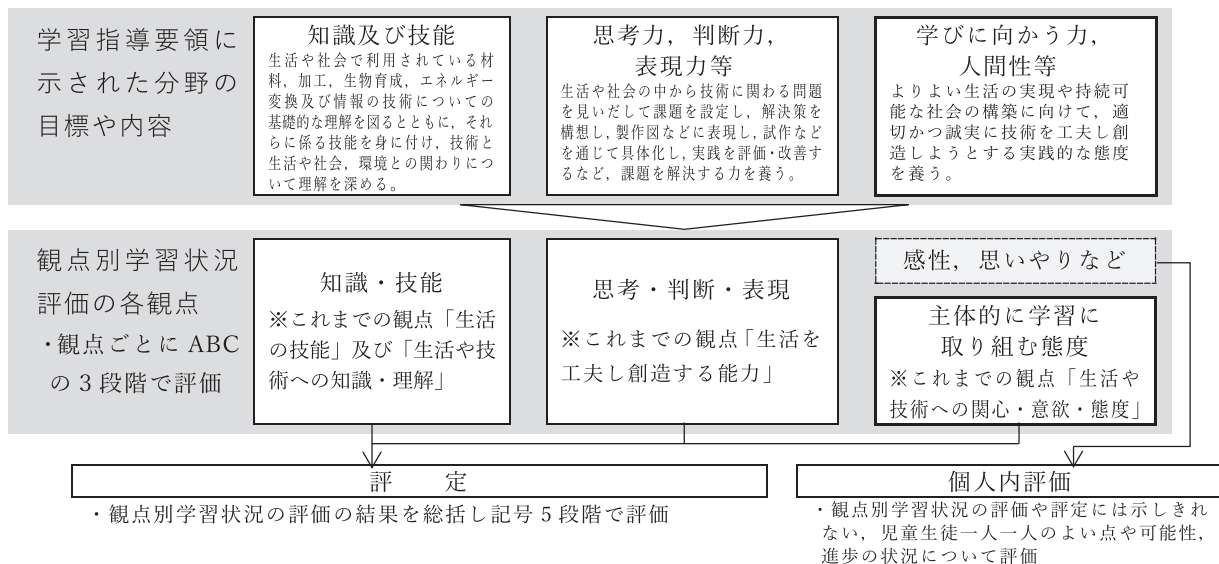 学習指導要領に
示された分野の
目標や内容
知識及び技能
生活や社会で利用されている材
料，加工，生物育成，エネルギー
変換及び情報の技術についての
基礎的な理解を図るとともに，それ
らに係る技能を身に付け，技術と
生活や社会，環境との関わりにつ
いて理解を深める。
思考力，判断力，
表現力等
生活や社会の中から技術に関わる問題
を見いだして課題を設定し，解決策を
構想し，製作図などに表現し，試作など
を通じて具体化し，実践を評価・改善す
るなど，課題を解決する力を養う。
学びに向かう力，
人間性等
よりよい生活の実現や持続可
能な社会の構築に向けて，適
切かつ誠実に技術を工夫し創
造しようとする実践的な態度
を養う。
観点別学習状況
評価の各観点
・観点ごとに ABC
の 3 段階で評価
知識・技能
※これまでの観点「生活
の技能」及び「生活や技
術への知識・理解」
思考・判断・表現
※これまでの観点「生活を
工夫し創造する能力」
感性，思いやりなど
主体的に学習に
取り組む態度
※これまでの観点「生活や
技術への関心・意欲・態度」
評　　定
・観点別学習状況の評価の結果を総括し記号 5 段階で評価
個人内評価
・観点別学習状況の評価や評定には示しきれ
ない，児童生徒一人一人のよい点や可能性，
進歩の状況について評価